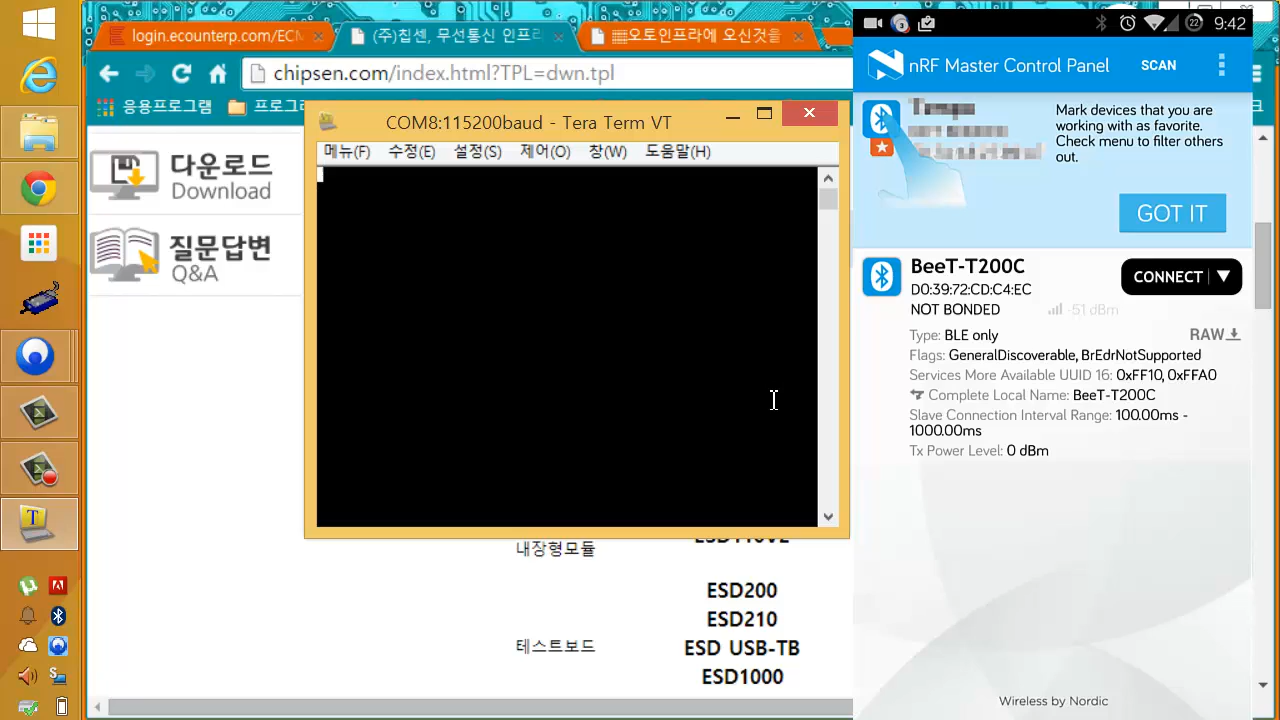 login.ecounterp.com/ECM
(주)칩센, 무선통신 인프리
오토인프라에 오신것을
chipsen.com/index.html?TPL=dwn.tpl
응용프로그램
다운로드
Download
질문답변
Q&A
COM8:115200baud - Tera Term VT
메뉴(F) 수정(E) 설정(S) 제어(O) 창(W) 도움말(H)
내장형모듈
ESD200
ESD210
테스트보드
ESD USB-TB
ESD1000
22
9:42
nRF Master Control Panel
SCAN
Mark devices that you are
working with as favorite.
Check menu to filter others
out.
GOT IT
BeeT-T200C
D0:39:72:CD:C4:EC
NOT BONDED
-51 dBm
CONNECT
Type: BLE only
RAW
Flags: GeneralDiscoverable, BrEdrNotSupported
Services More Available UUID 16: 0xFF10, 0xFFA0
Complete Local Name: BeeT-T200C
Slave Connection Interval Range: 100.00ms -
1000.00ms
Tx Power Level: 0 dBm
Wireless by Nordic